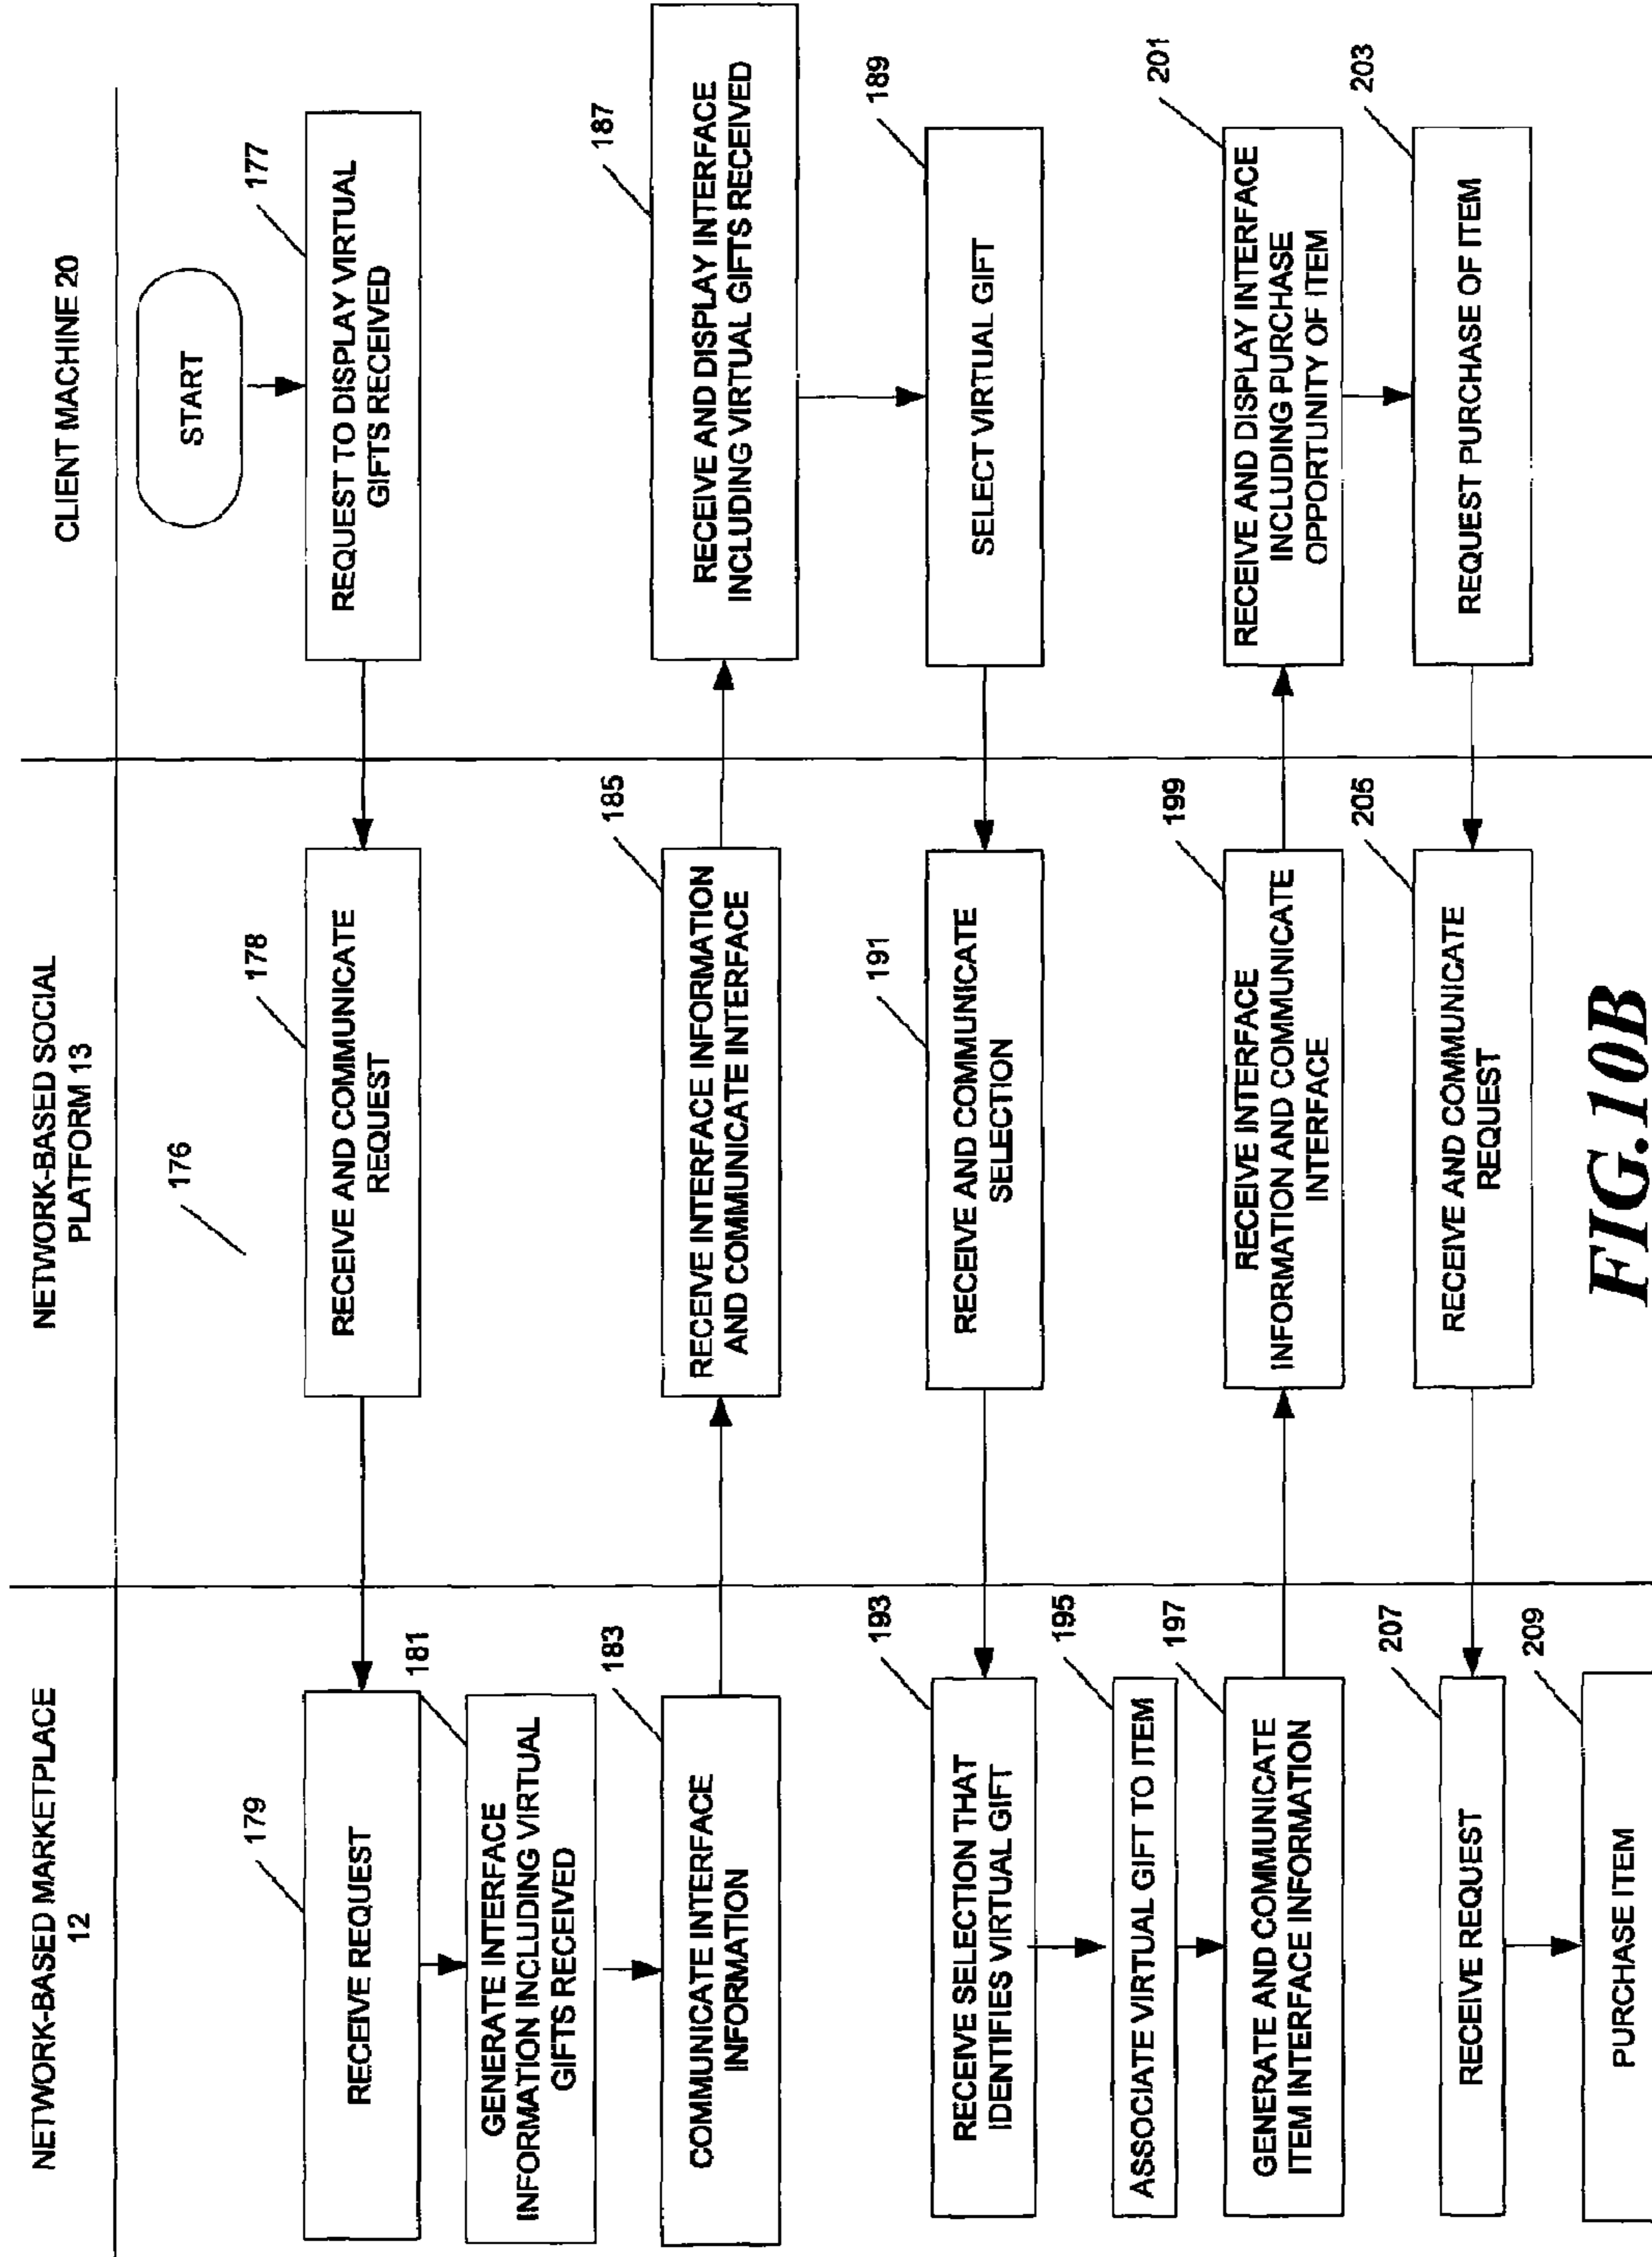 NETWORK-BASED MARKETPLACE
12
NETWORK-BASED SOCIAL
PLATFORM 13
CLIENT MACHINE 20
START
176
177
REQUEST TO DISPLAY VIRTUAL
GIFTS RECEIVED
178
RECEIVE AND COMMUNICATE
REQUEST
179
RECEIVE REQUEST
181
GENERATE INTERFACE
INFORMATION INCLUDING VIRTUAL
GIFTS RECEIVED
183
COMMUNICATE INTERFACE
INFORMATION
185
RECEIVE INTERFACE INFORMATION
AND COMMUNICATE INTERFACE
187
RECEIVE AND DISPLAY INTERFACE
INCLUDING VIRTUAL GIFTS RECEIVED
189
SELECT VIRTUAL GIFT
191
RECEIVE AND COMMUNICATE
SELECTION
193
RECEIVE SELECTION THAT
IDENTIFIES VIRTUAL GIFT
195
ASSOCIATE VIRTUAL GIFT TO ITEM
197
GENERATE AND COMMUNICATE
ITEM INTERFACE INFORMATION
199
RECEIVE INTERFACE
INFORMATION AND COMMUNICATE
INTERFACE
201
RECEIVE AND DISPLAY INTERFACE
INCLUDING PURCHASE
OPPORTUNITY OF ITEM
203
REQUEST PURCHASE OF ITEM
205
RECEIVE AND COMMUNICATE
REQUEST
207
RECEIVE REQUEST
209
PURCHASE ITEM
FIG.10B